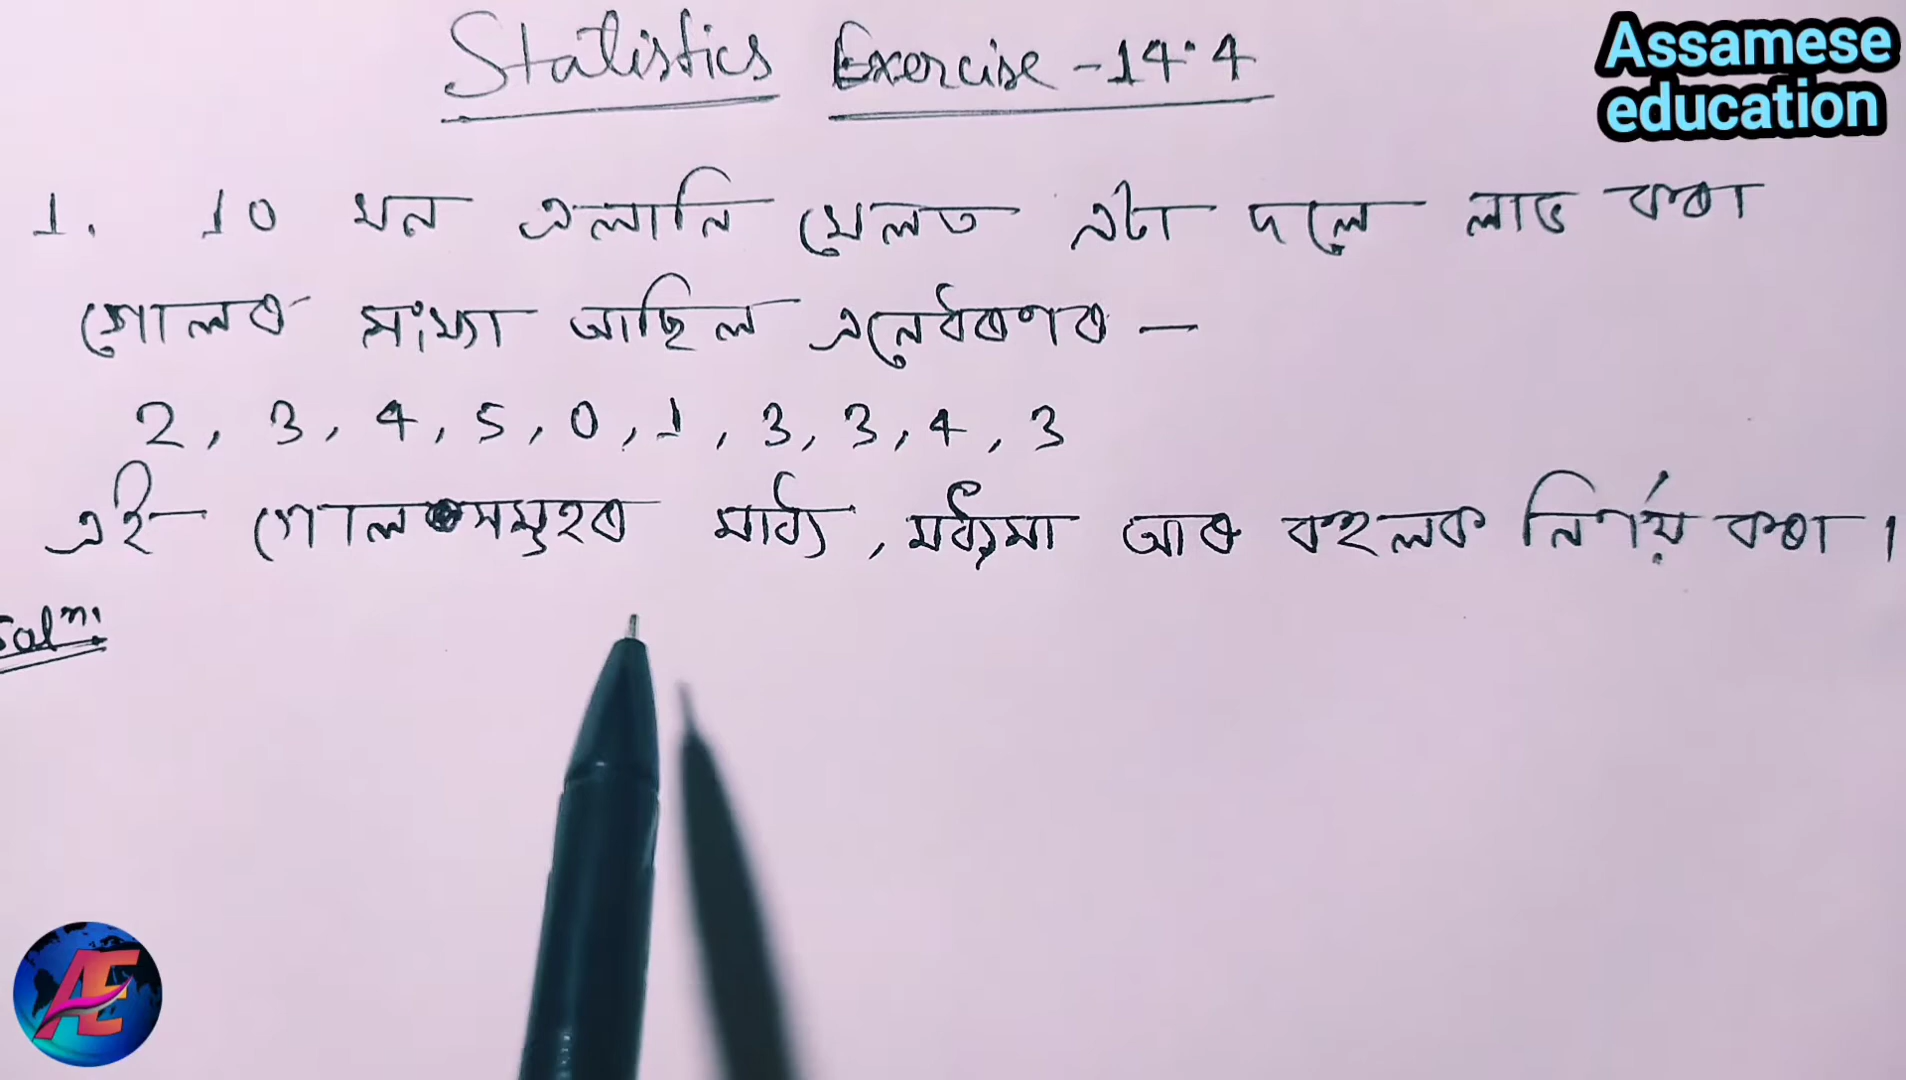 Statistics Exercise - 14.4
Assamese
education
1. 10 খন এলানি খেলত এটা দলে লাভ কৰা
গোলৰ সংখ্যা আছিল এনেধৰণৰ —
2, 3, 4, 5, 0, 1, 3, 3, 4, 3
এই গোলসমূহৰ মাধ্য, মধ্যমা আৰু বহুলক নিৰ্ণয় কৰা।
Solⁿ:
AE